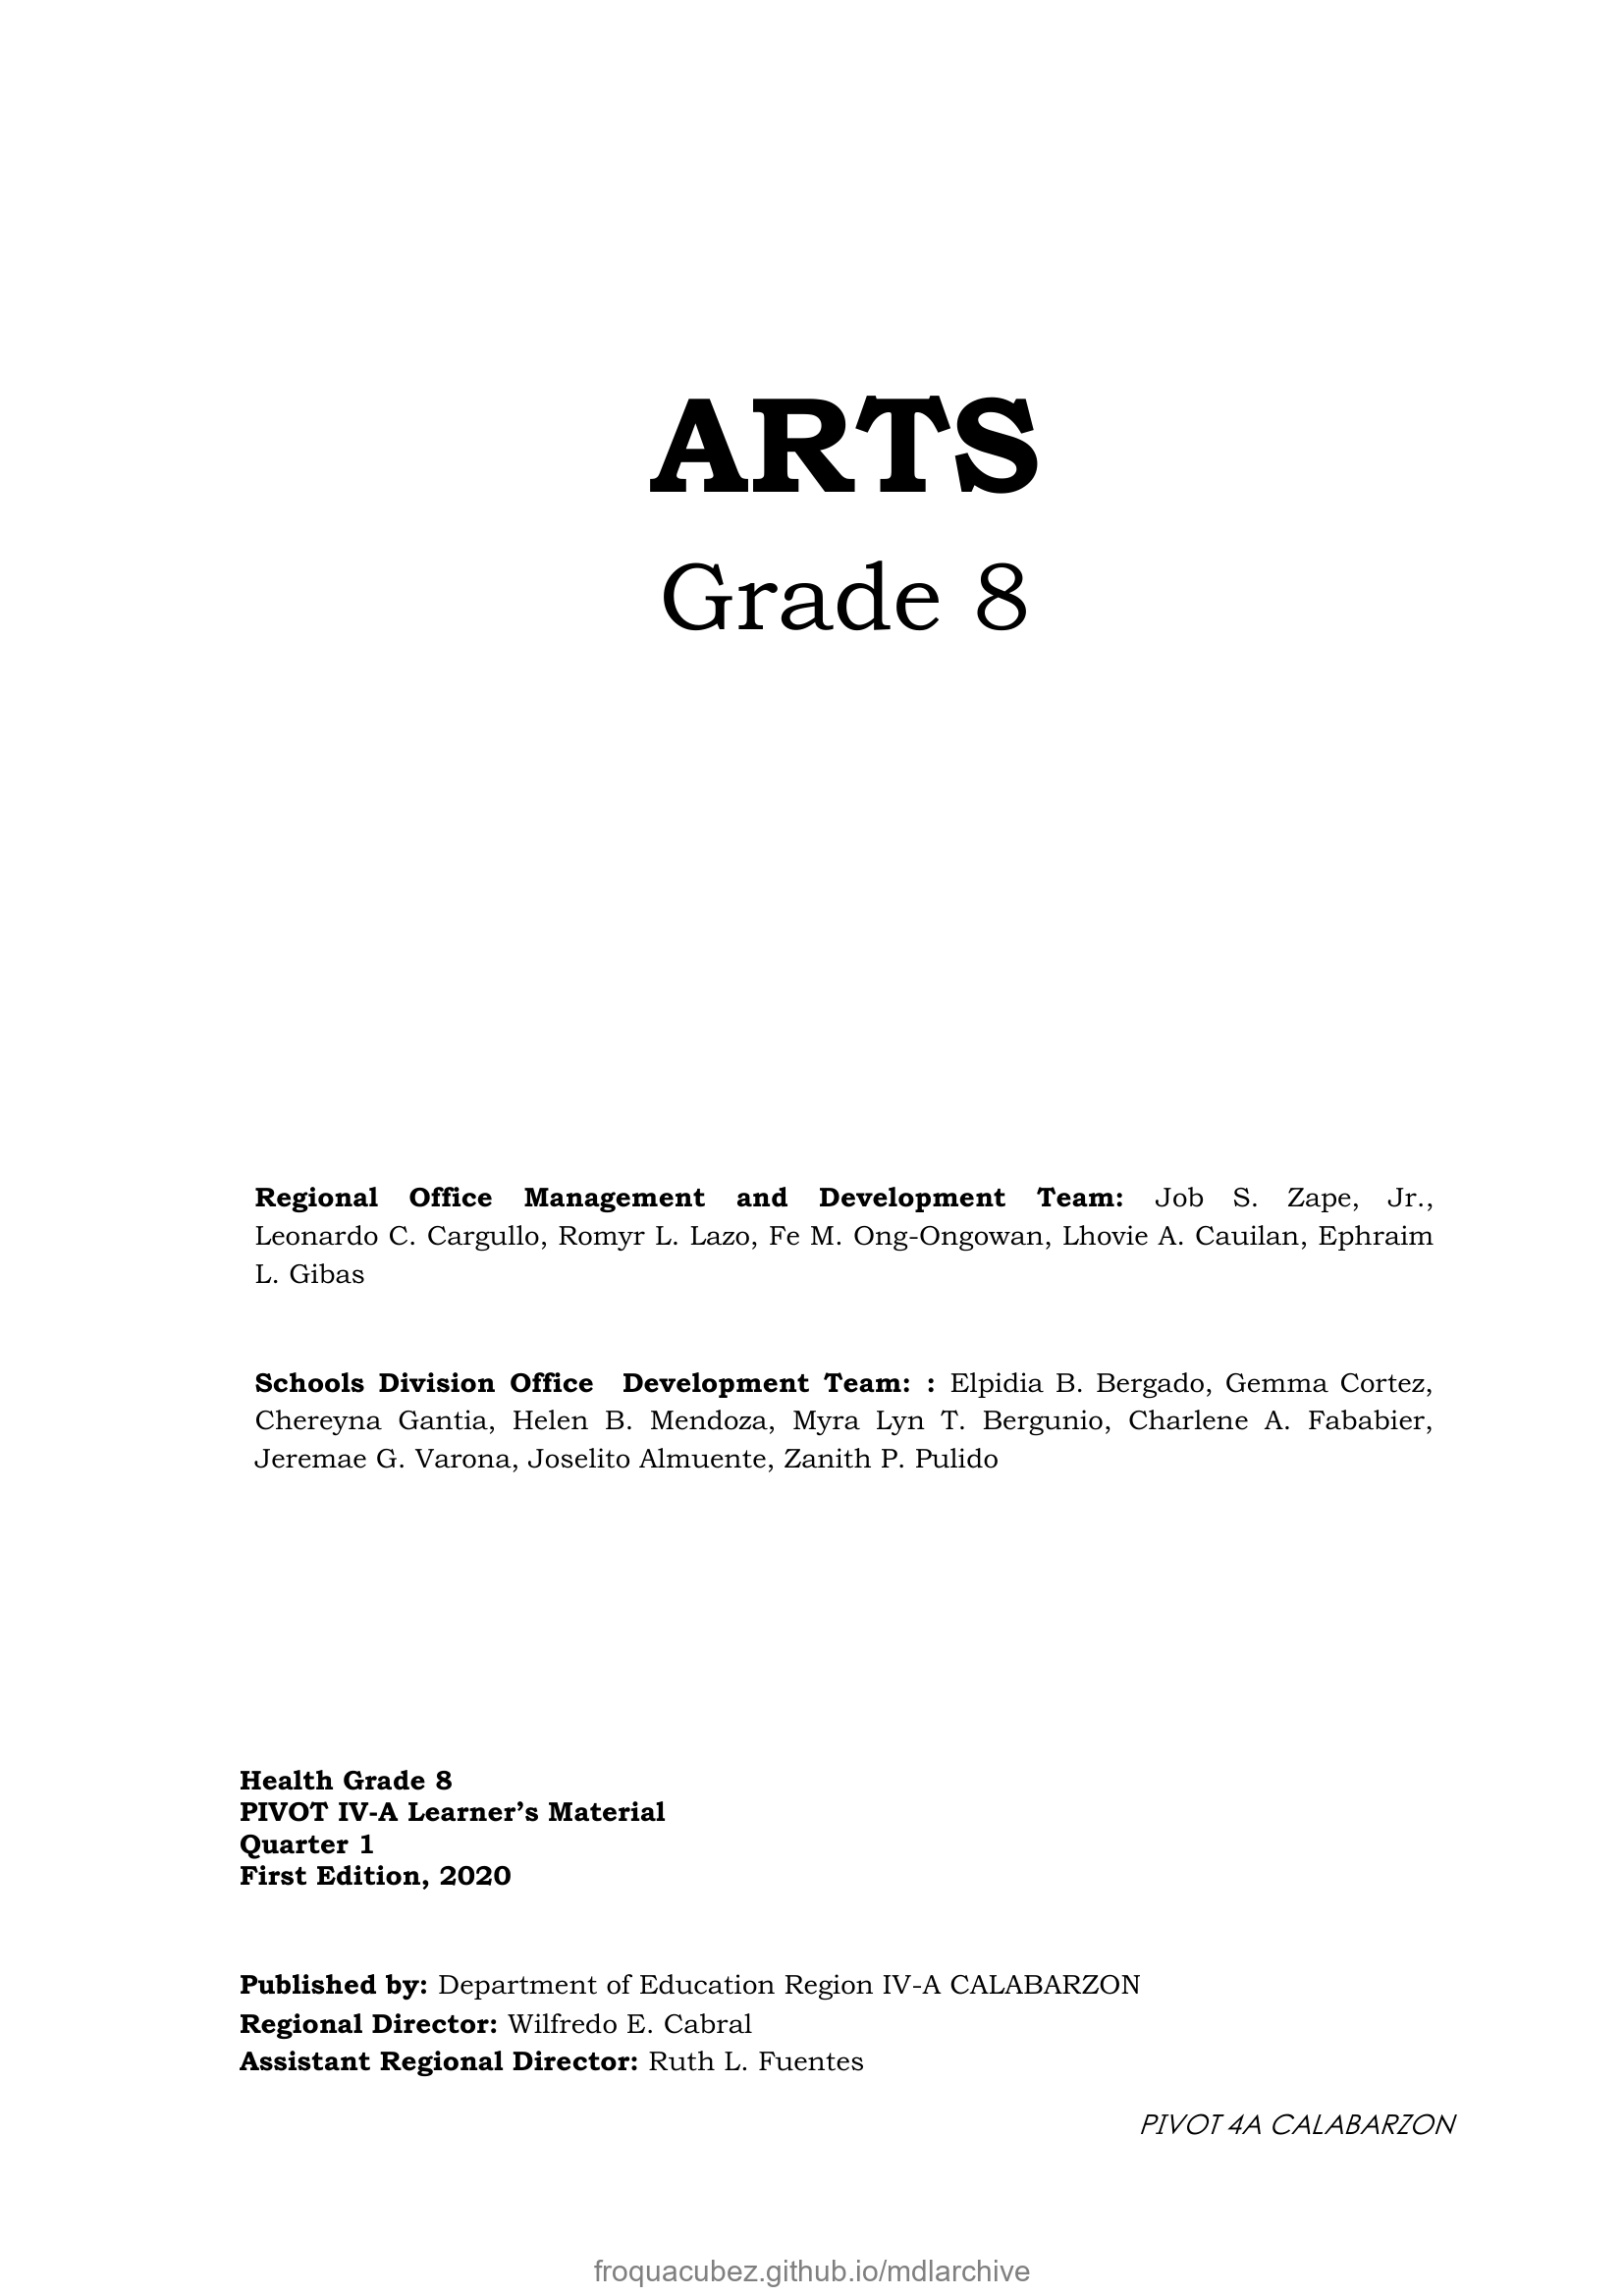 ARTS
Grade 8
Regional Office Management and Development Team: Job S. Zape, Jr.,
Leonardo C. Cargullo, Romyr L. Lazo, Fe M. Ong-Ongowan, Lhovie A. Cauilan, Ephraim
L. Gibas
Schools Division Office Development Team: : Elpidia B. Bergado, Gemma Cortez,
Chereyna Gantia, Helen B. Mendoza, Myra Lyn T. Bergunio, Charlene A. Fababier,
Jeremae G. Varona, Joselito Almuente, Zanith P. Pulido
Health Grade 8
PIVOT IV-A Learner’s Material
Quarter 1
First Edition, 2020
Published by: Department of Education Region IV-A CALABARZON
Regional Director: Wilfredo E. Cabral
Assistant Regional Director: Ruth L. Fuentes
PIVOT 4A CALABARZON
froquacubez.github.io/mdlarchive